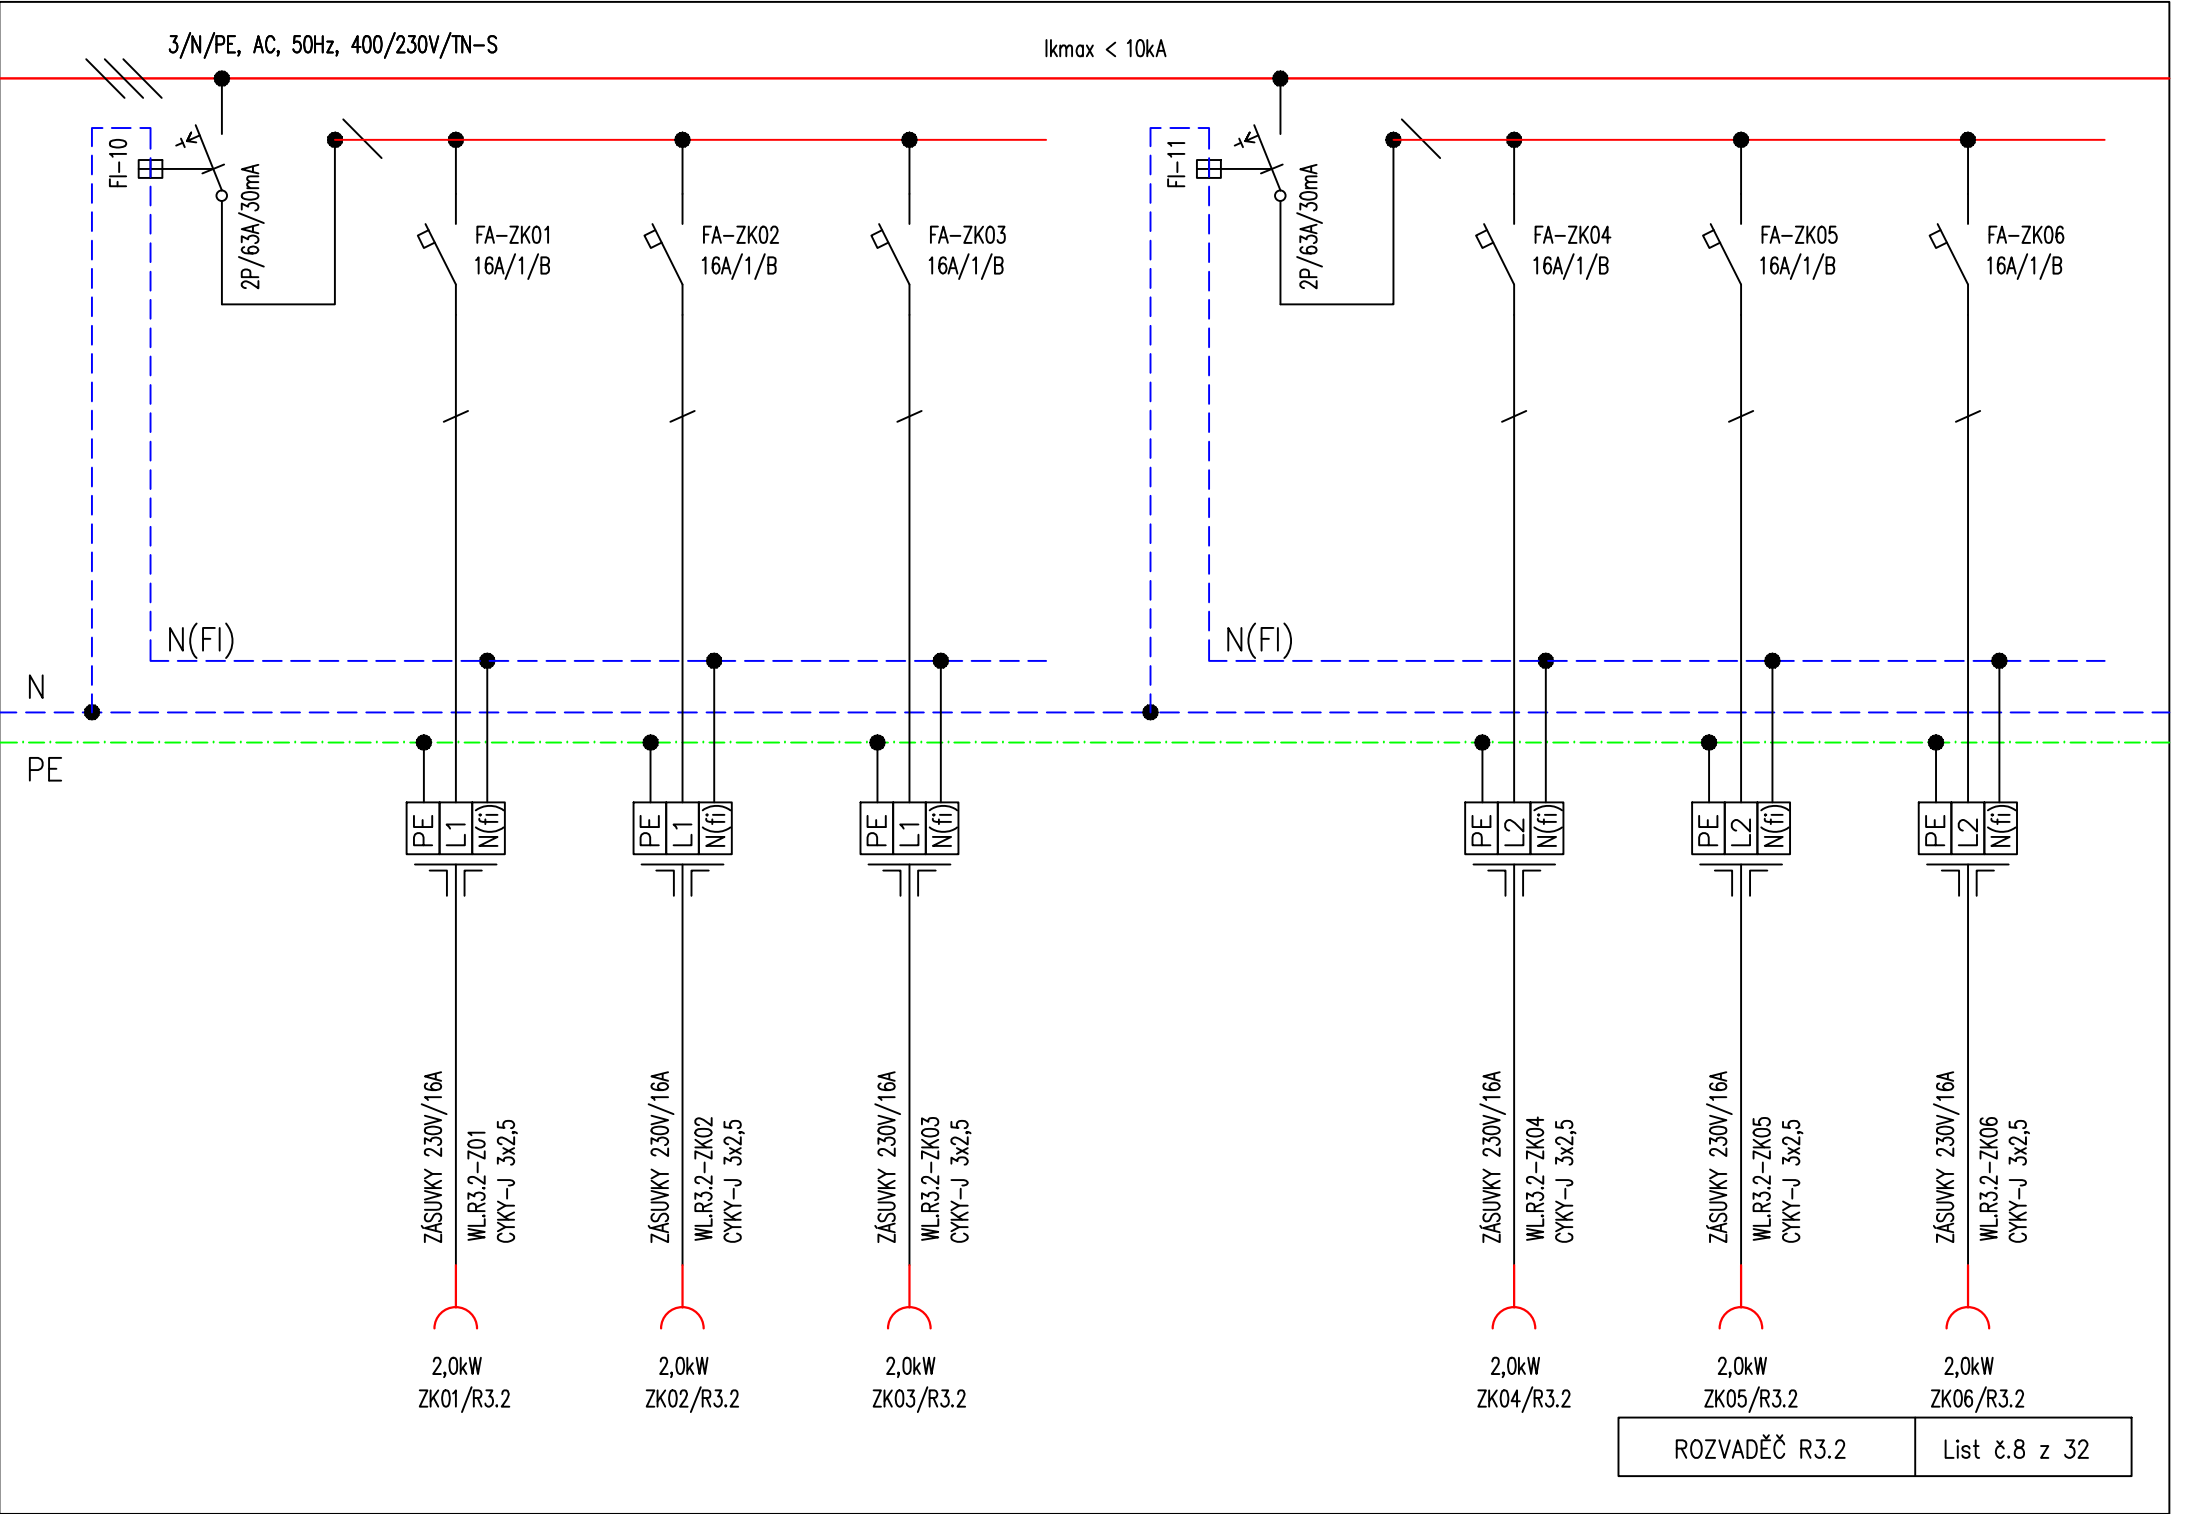 3/N/PE, AC, 50Hz, 400/230V/TN-S
Ikmax < 10kA
FI-10
2P/63A/30mA
FA-ZK01
16A/1/B
FA-ZK02
16A/1/B
FA-ZK03
16A/1/B
FI-11
2P/63A/30mA
FA-ZK04
16A/1/B
FA-ZK05
16A/1/B
FA-ZK06
16A/1/B
N(FI)
N(FI)
N
PE
PE L1 N(fi)
PE L1 N(fi)
PE L1 N(fi)
PE L2 N(fi)
PE L2 N(fi)
PE L2 N(fi)
ZÁSUVKY 230V/16A
WL.R3.2-Z01
CYKY-J 3x2,5
ZÁSUVKY 230V/16A
WL.R3.2-ZK02
CYKY-J 3x2,5
ZÁSUVKY 230V/16A
WL.R3.2-ZK03
CYKY-J 3x2,5
ZÁSUVKY 230V/16A
WL.R3.2-ZK04
CYKY-J 3x2,5
ZÁSUVKY 230V/16A
WL.R3.2-ZK05
CYKY-J 3x2,5
ZÁSUVKY 230V/16A
WL.R3.2-ZK06
CYKY-J 3x2,5
2,0kW
ZK01/R3.2
2,0kW
ZK02/R3.2
2,0kW
ZK03/R3.2
2,0kW
ZK04/R3.2
2,0kW
ZK05/R3.2
2,0kW
ZK06/R3.2
ROZVADĚČ R3.2
List č.8 z 32